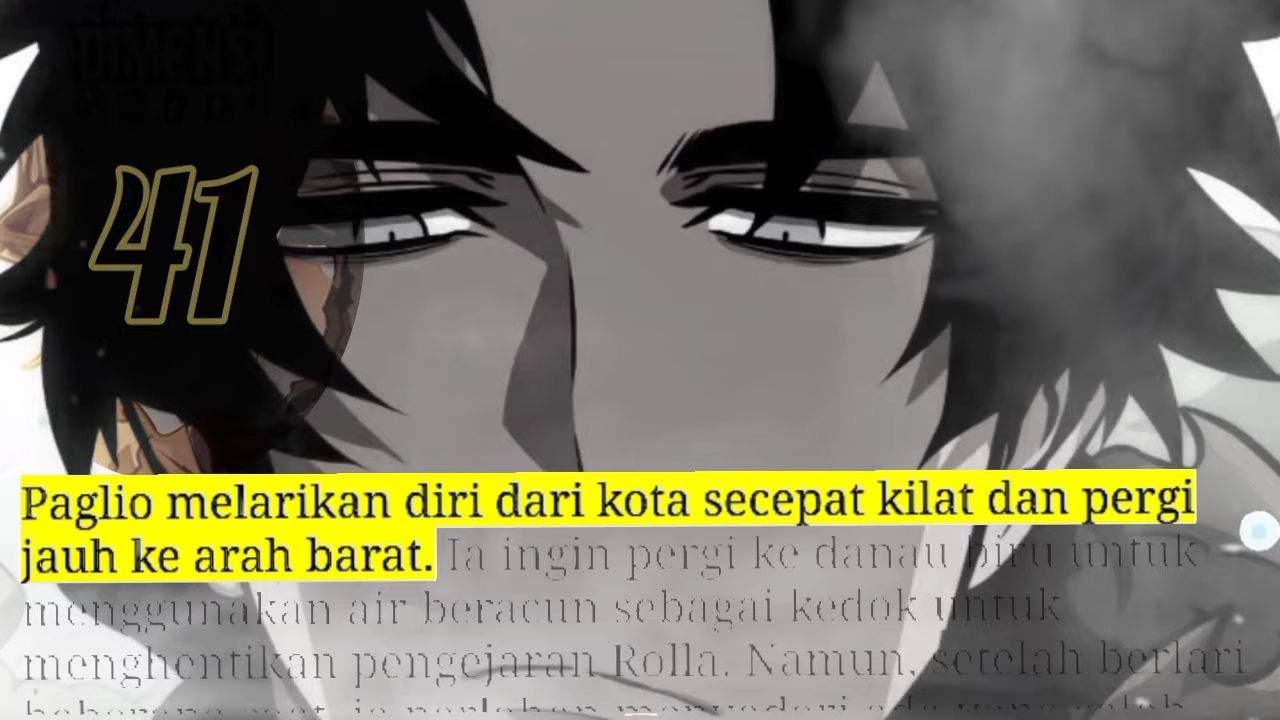 DIMENSI
41
Paglio melarikan diri dari kota secepat kilat dan pergi
jauh ke arah barat. Ia ingin pergi ke danau biru untuk
menggunakan air beracun sebagai kedok untuk
menghentikan pengejaran Rolla. Namun, setelah berlari